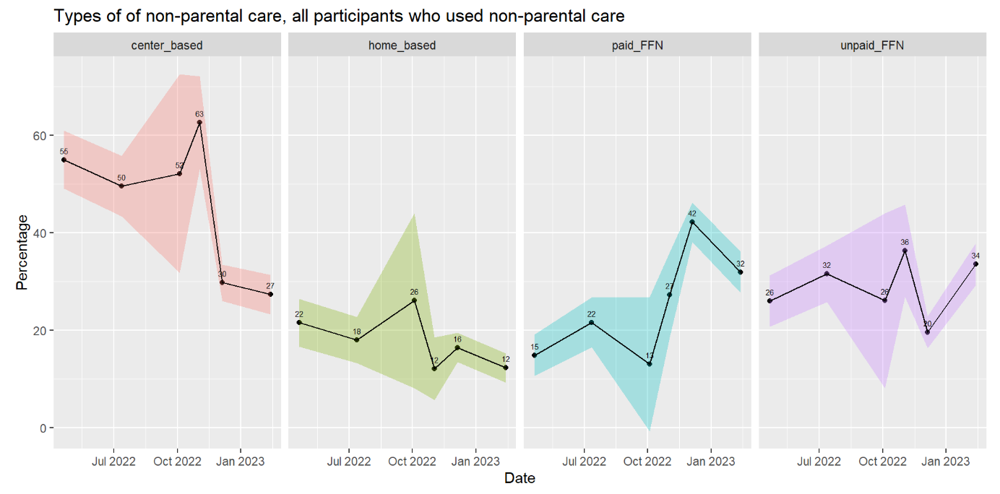 Types of of non-parental care, all participants who used non-parental care
center_based home_based paid_FFN unpaid_FFN
Percentage
60
40
20
0
55 50 52 63 30 27
22 18 26 12 16 12
15 22 13 27 42 32
26 32 26 36 20 34
Jul 2022 Oct 2022 Jan 2023 Jul 2022 Oct 2022 Jan 2023 Jul 2022 Oct 2022 Jan 2023 Jul 2022 Oct 2022 Jan 2023
Date